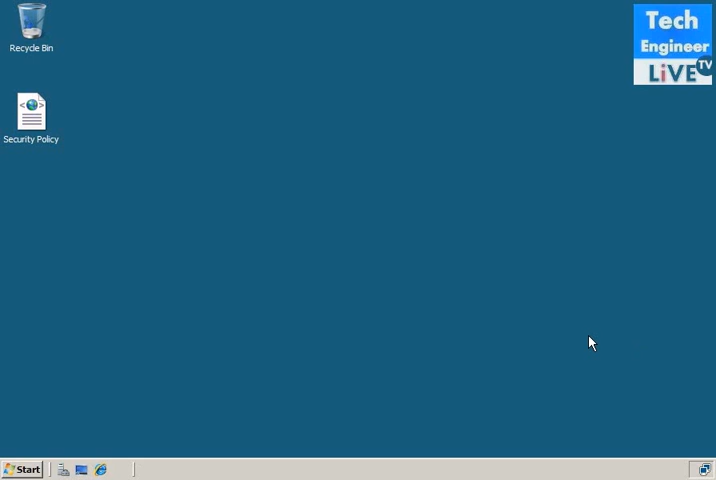 Recycle Bin
Tech
Engineer
LiVE TV
Security Policy
Start